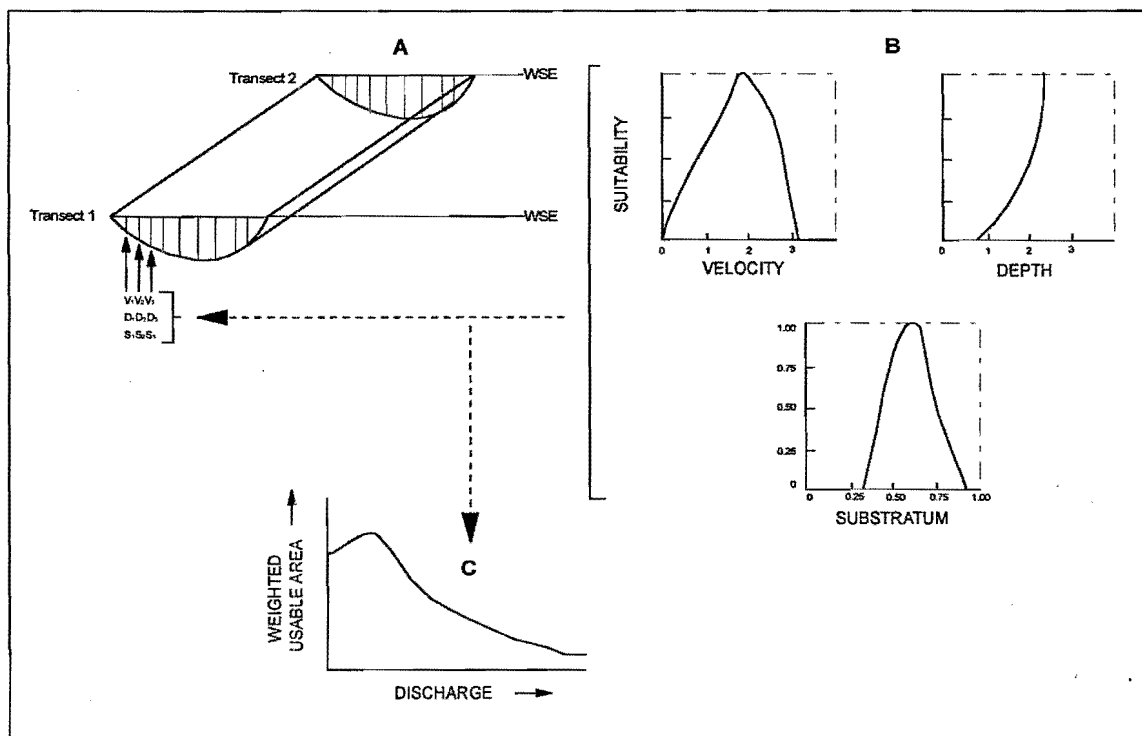 A
Transect 2
WSE
Transect 1
WSE
V₁V₂V₃
D₁D₂D₃
B
SUITABILITY
0 1 2 3
VELOCITY
0 1 2 3
DEPTH
1.00
0.75
0.50
0.25
0
0 0.25 0.50 0.75 1.00
SUBSTRATUM
WEIGHTED
USABLE AREA
C
DISCHARGE